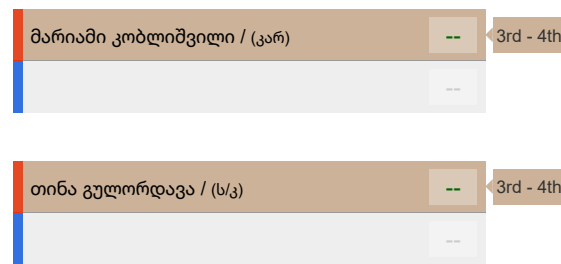 მარიამი კობლიშვილი / (კარ) -- 3rd - 4th
--
თინა გულორდავა / (ს/კ) -- 3rd - 4th
--